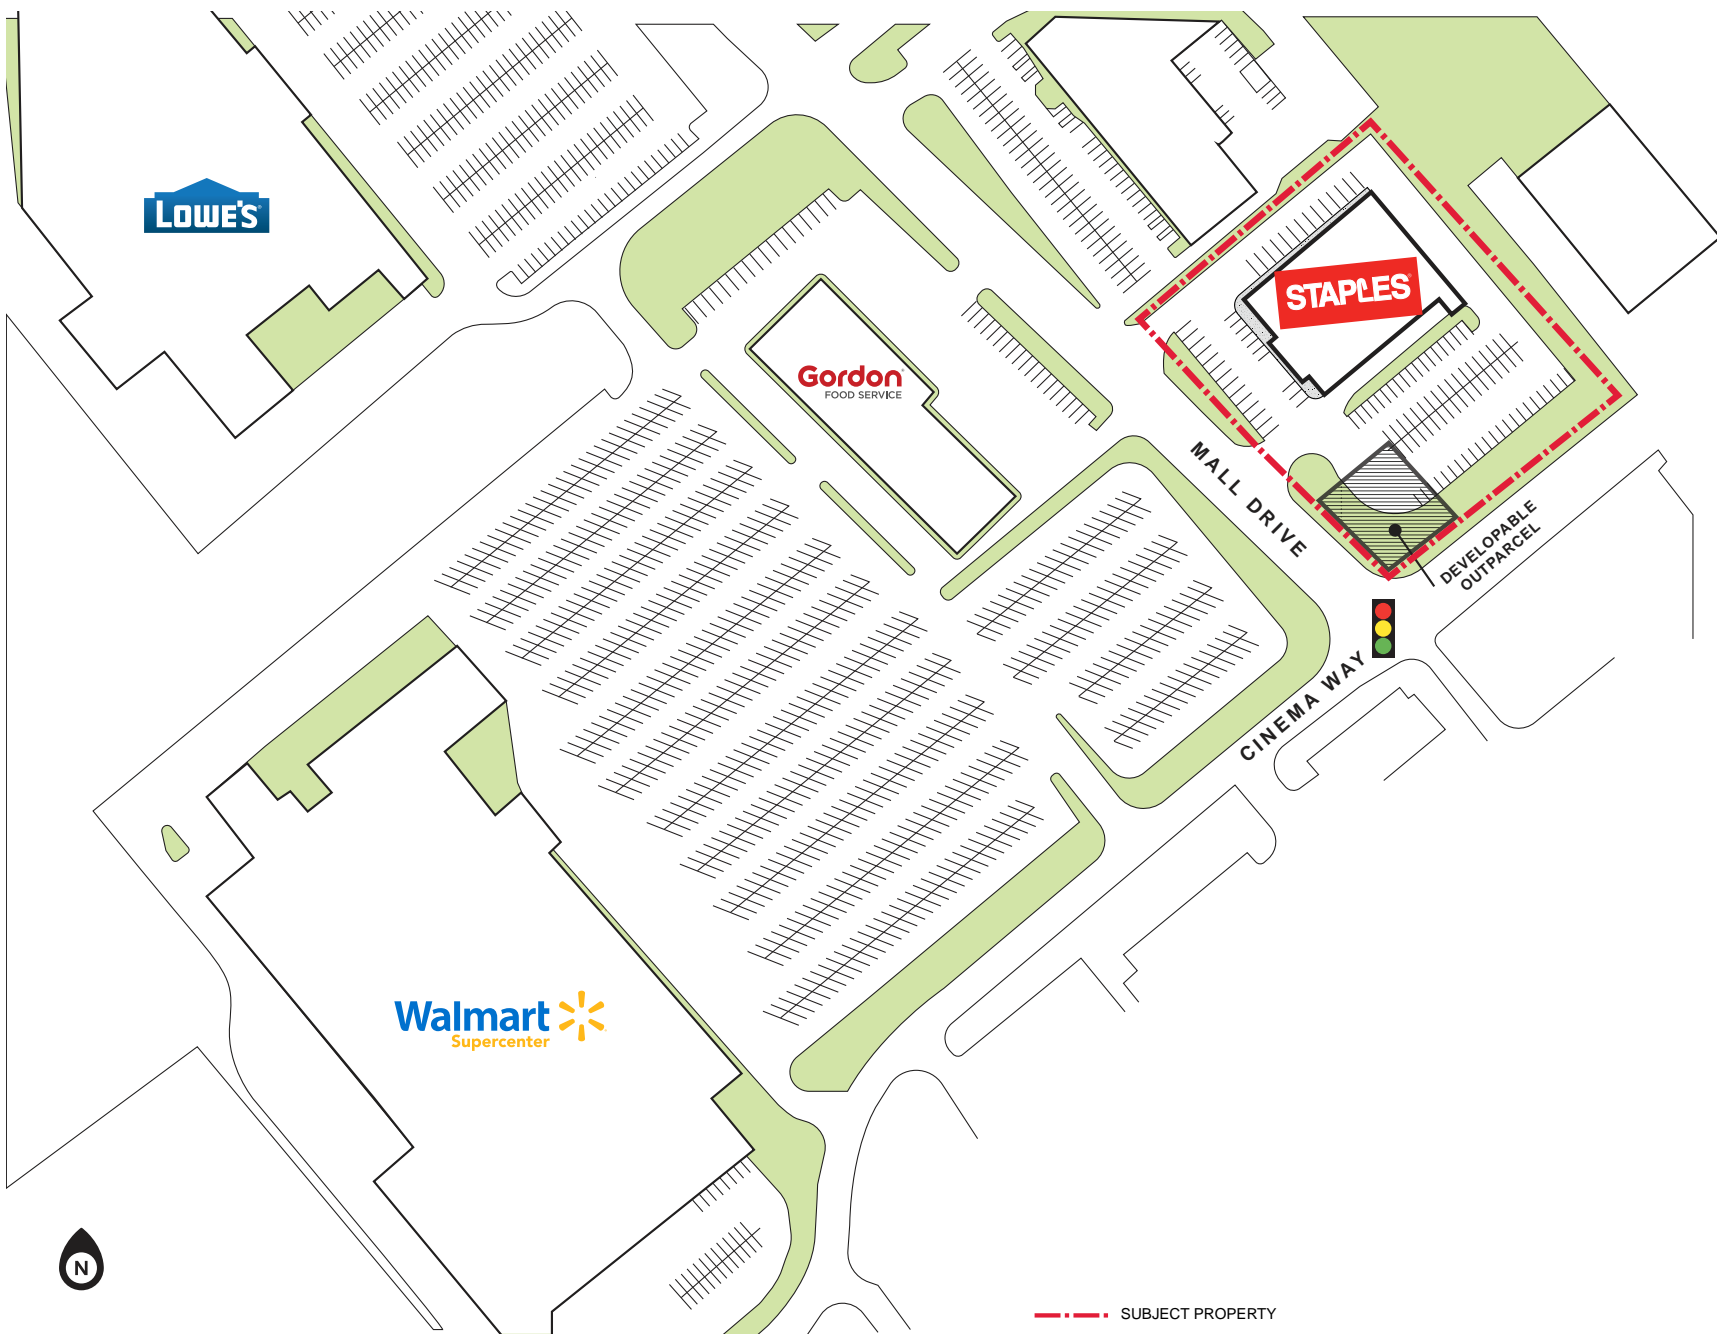 LOWE'S
STAPLES
Gordon
FOOD SERVICE
MALL DRIVE
DEVELOPABLE
OUTPARCEL
CINEMA WAY
Walmart
Supercenter
N
SUBJECT PROPERTY